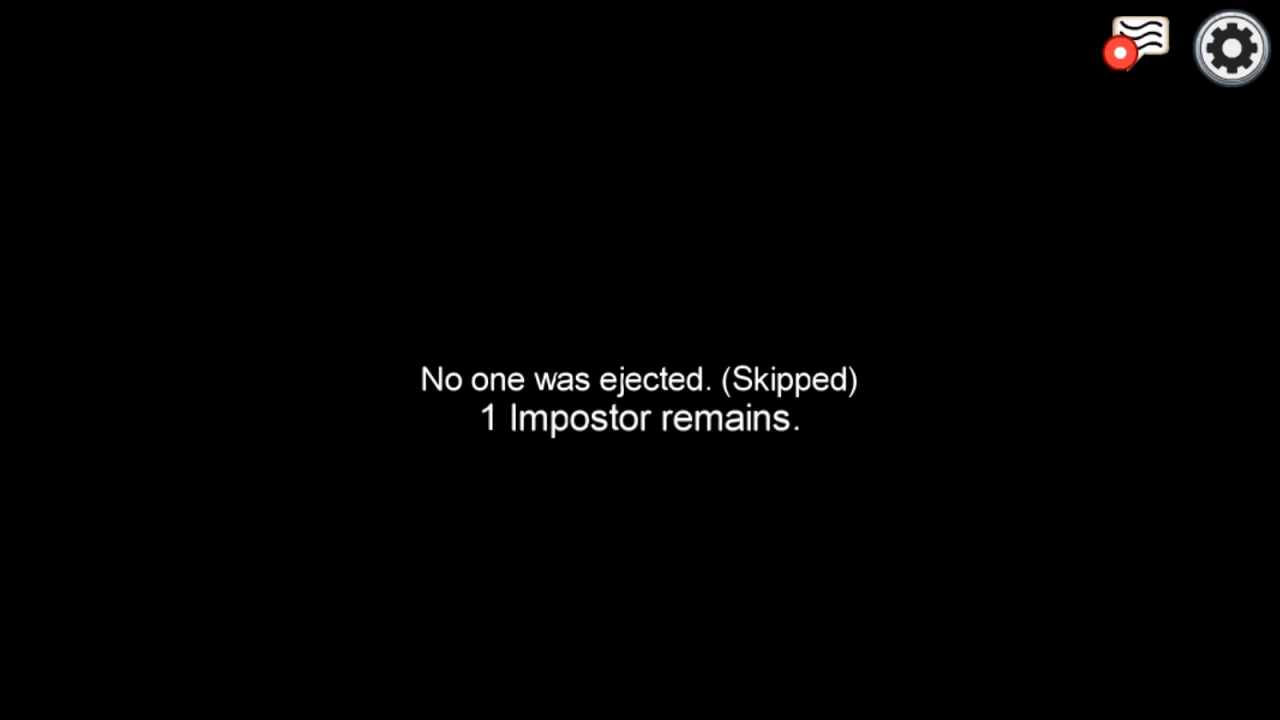 No one was ejected. (Skipped)
1 Impostor remains.